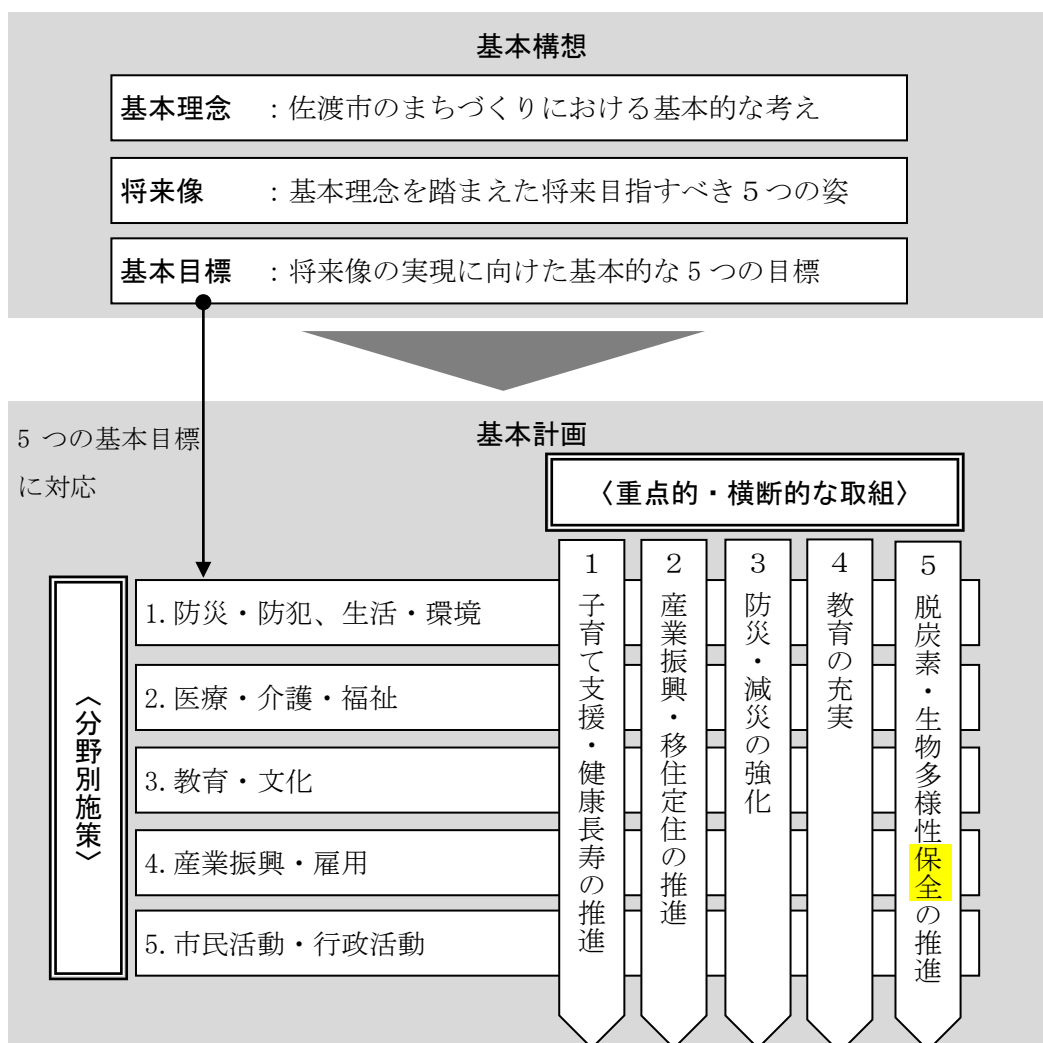 基本構想
基本理念 ：佐渡市のまちづくりにおける基本的な考え
将来像 ：基本理念を踏まえた将来目指すべき５つの姿
基本目標 ：将来像の実現に向けた基本的な 5 つの目標
5 つの基本目標
に対応
基本計画
〈重点的・横断的な取組〉
〈分野別施策〉
1.防災・防犯、生活・環境
2.医療・介護・福祉
3.教育・文化
4.産業振興・雇用
5.市民活動・行政活動
１ 子育て支援・健康長寿の推進
２ 産業振興・移住定住の推進
３ 防災・減災の強化
４ 教育の充実
５ 脱炭素・生物多様性保全の推進